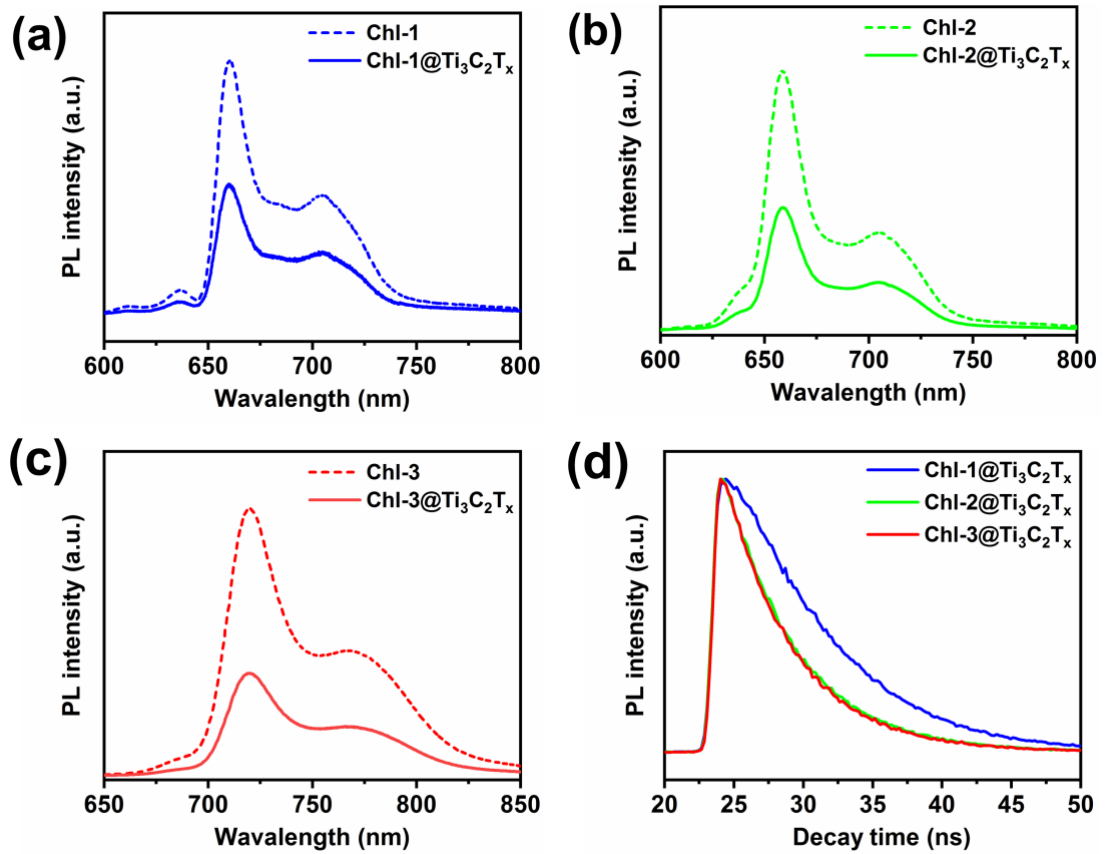 (a)
Chl-1
Chl-1@Ti₃C₂Tₓ
PL intensity (a.u.)
600 650 700 750 800
Wavalength (nm)
(b)
Chl-2
Chl-2@Ti₃C₂Tₓ
PL intensity (a.u.)
600 650 700 750 800
Wavalength (nm)
(c)
Chl-3
Chl-3@Ti₃C₂Tₓ
PL intensity (a.u.)
650 700 750 800 850
Wavalength (nm)
(d)
Chl-1@Ti₃C₂Tₓ
Chl-2@Ti₃C₂Tₓ
Chl-3@Ti₃C₂Tₓ
PL intensity (a.u.)
20 25 30 35 40 45 50
Decay time (ns)